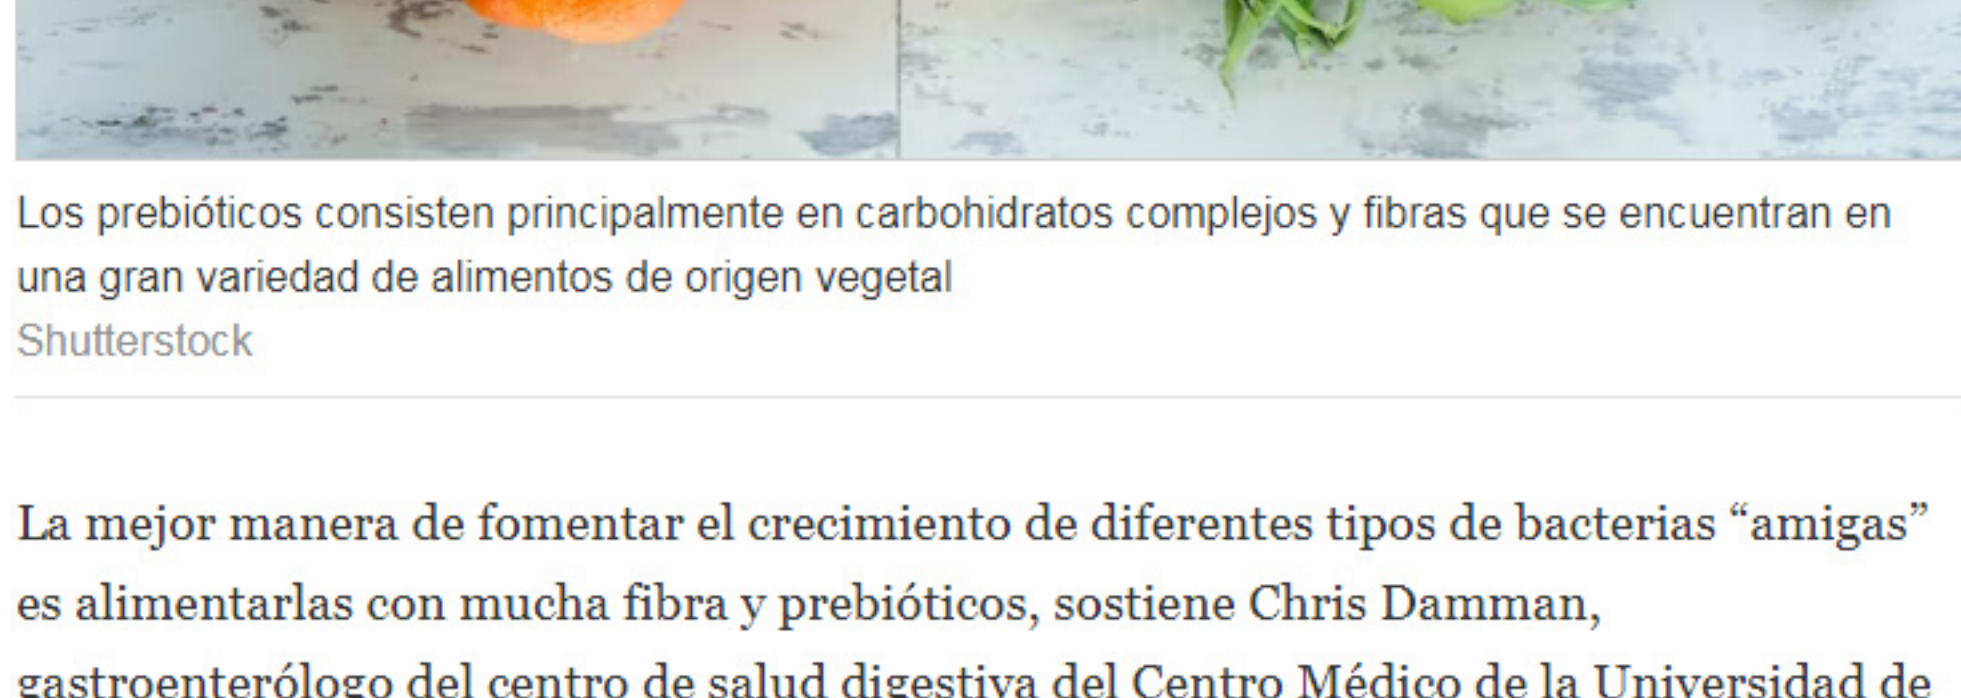 Los prebióticos consisten principalmente en carbohidratos complejos y fibras que se encuentran en
una gran variedad de alimentos de origen vegetal
Shutterstock
La mejor manera de fomentar el crecimiento de diferentes tipos de bacterias “amigas”
es alimentarlas con mucha fibra y prebióticos, sostiene Chris Damman,
gastroenterólogo del centro de salud digestiva del Centro Médico de la Universidad de